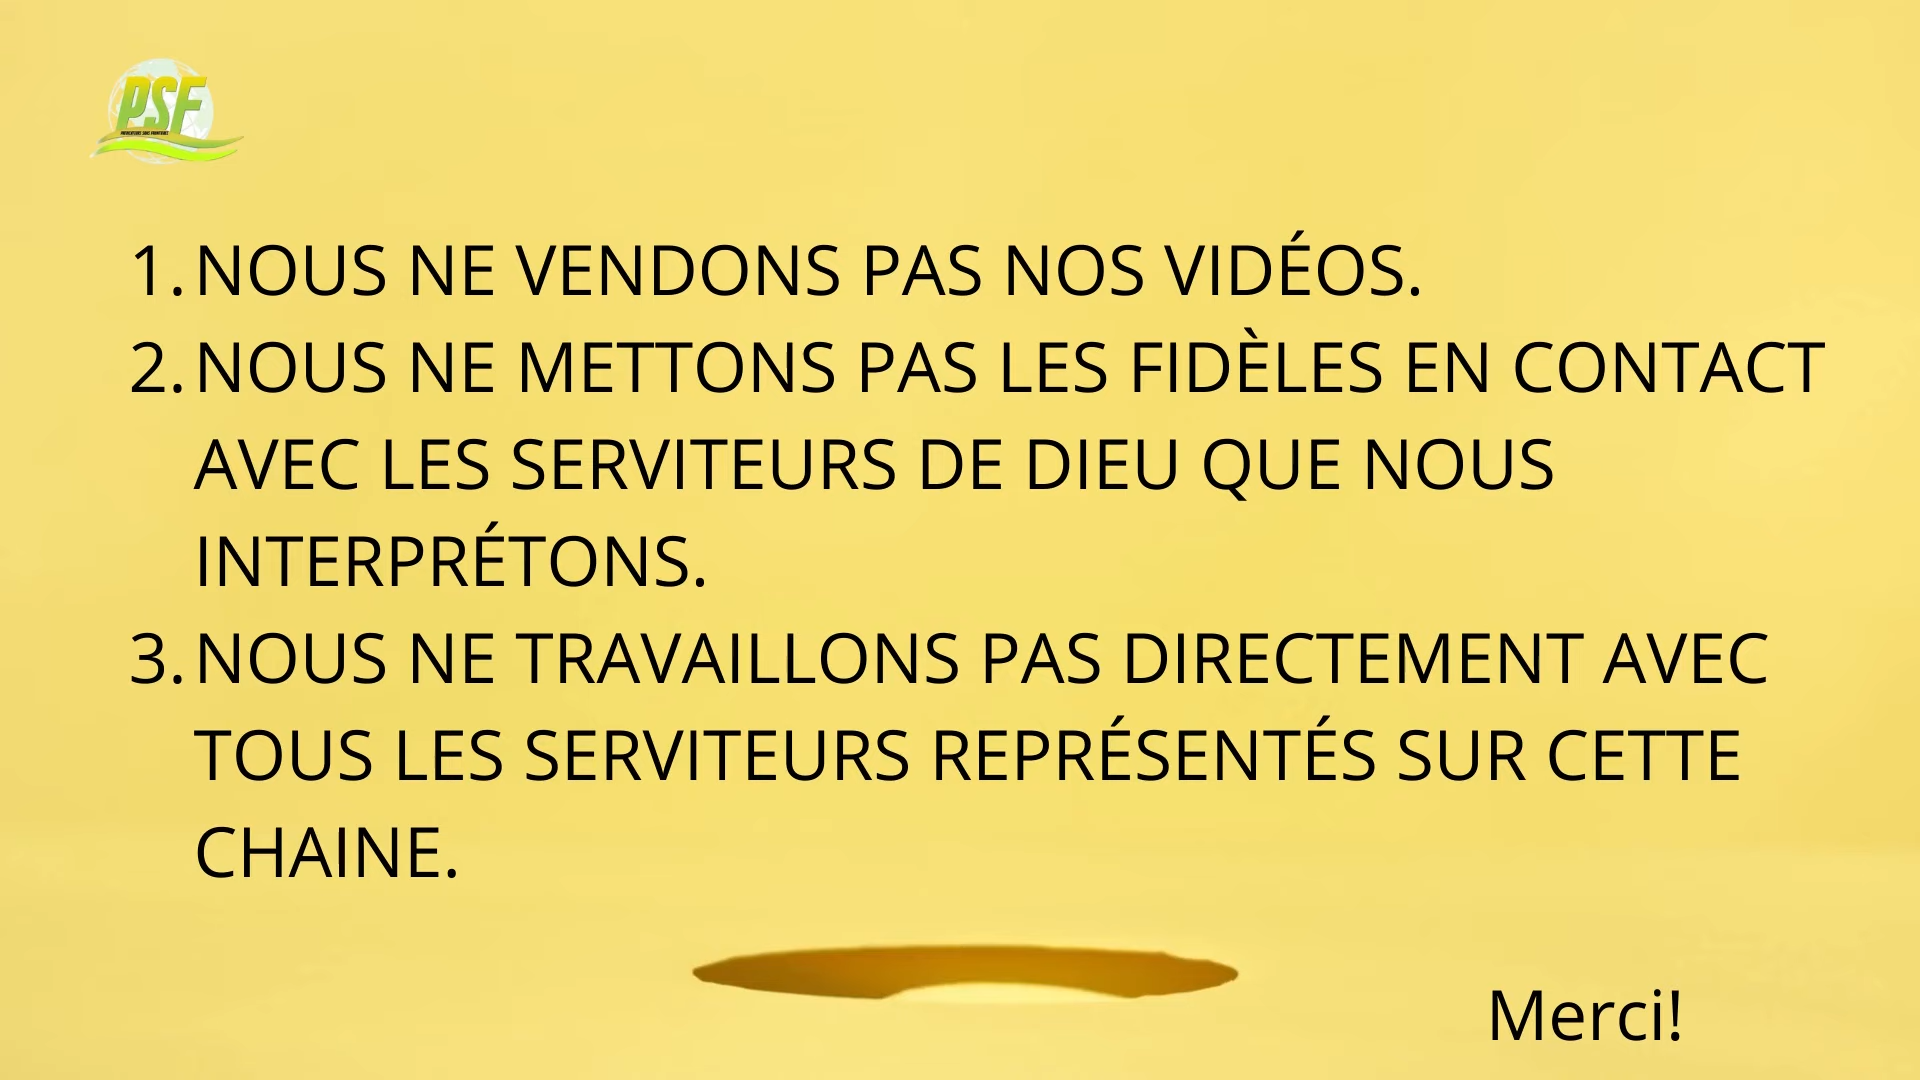 PSF
1. NOUS NE VENDONS PAS NOS VIDÉOS.
2. NOUS NE METTONS PAS LES FIDÈLES EN CONTACT
AVEC LES SERVITEURS DE DIEU QUE NOUS
INTERPRÉTONS.
3. NOUS NE TRAVAILLONS PAS DIRECTEMENT AVEC
TOUS LES SERVITEURS REPRÉSENTÉS SUR CETTE
CHAINE.
Merci!